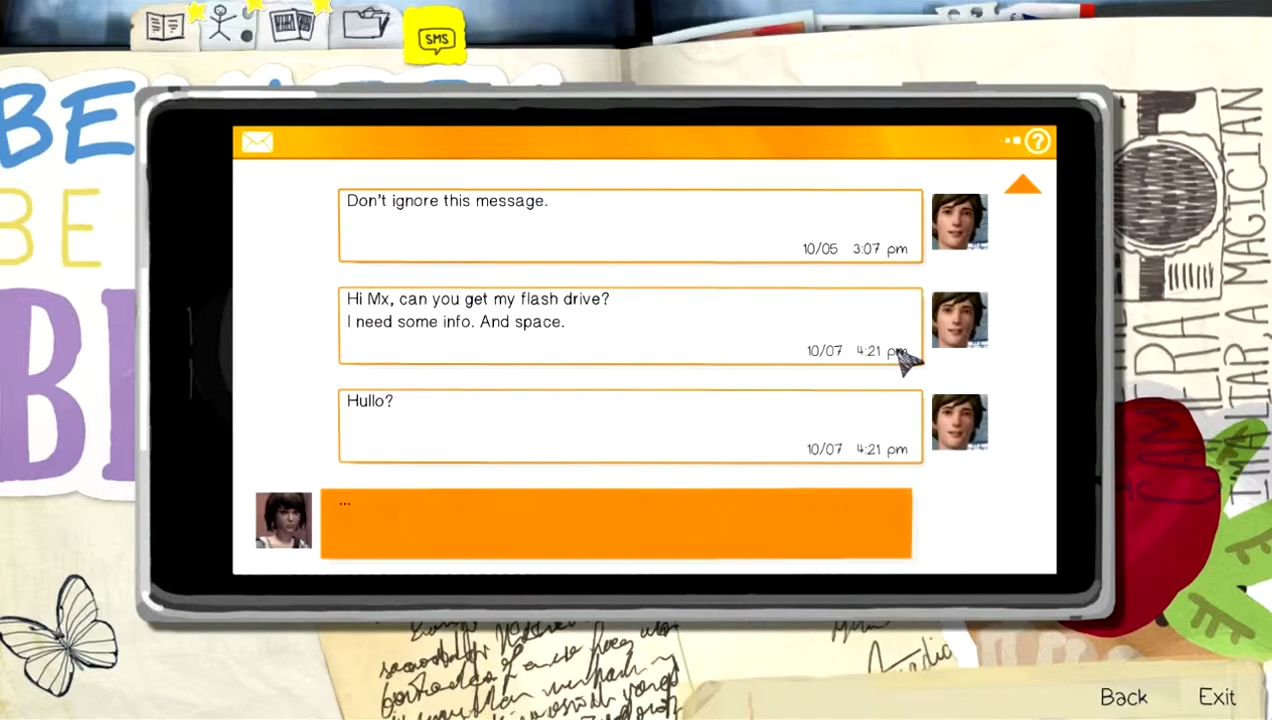 SMS
BE
BE
Don't ignore this message.
10/05 3:07 pm
Hi Mx, can you get my flash drive?
I need some info. And space.
10/07 4:21 pm
Hullo?
10/07 4:21 pm
...
CAMERA
I'M A LIAR, A MAGICIAN
Back
Exit